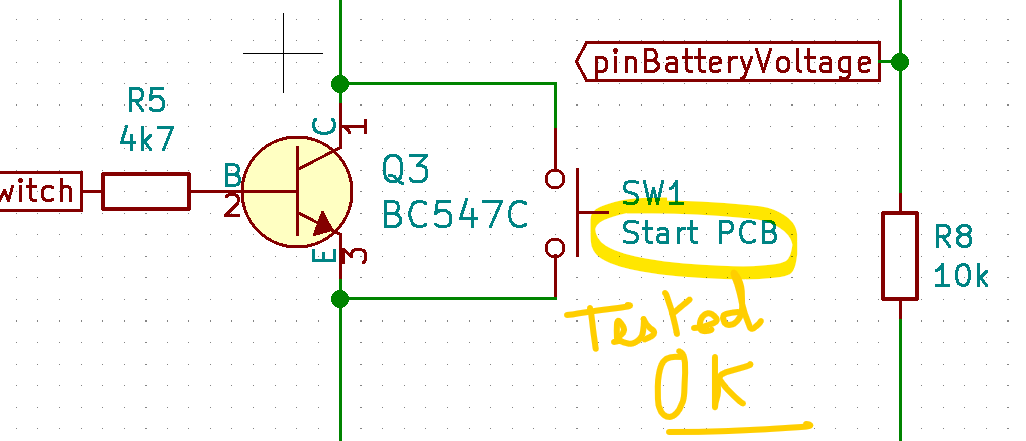 pinBatteryVoltage
R5
4k7
C
1
B
2
witch
Q3
BC547C
E
3
SW1
Start PCB
R8
10k
Tested
OK